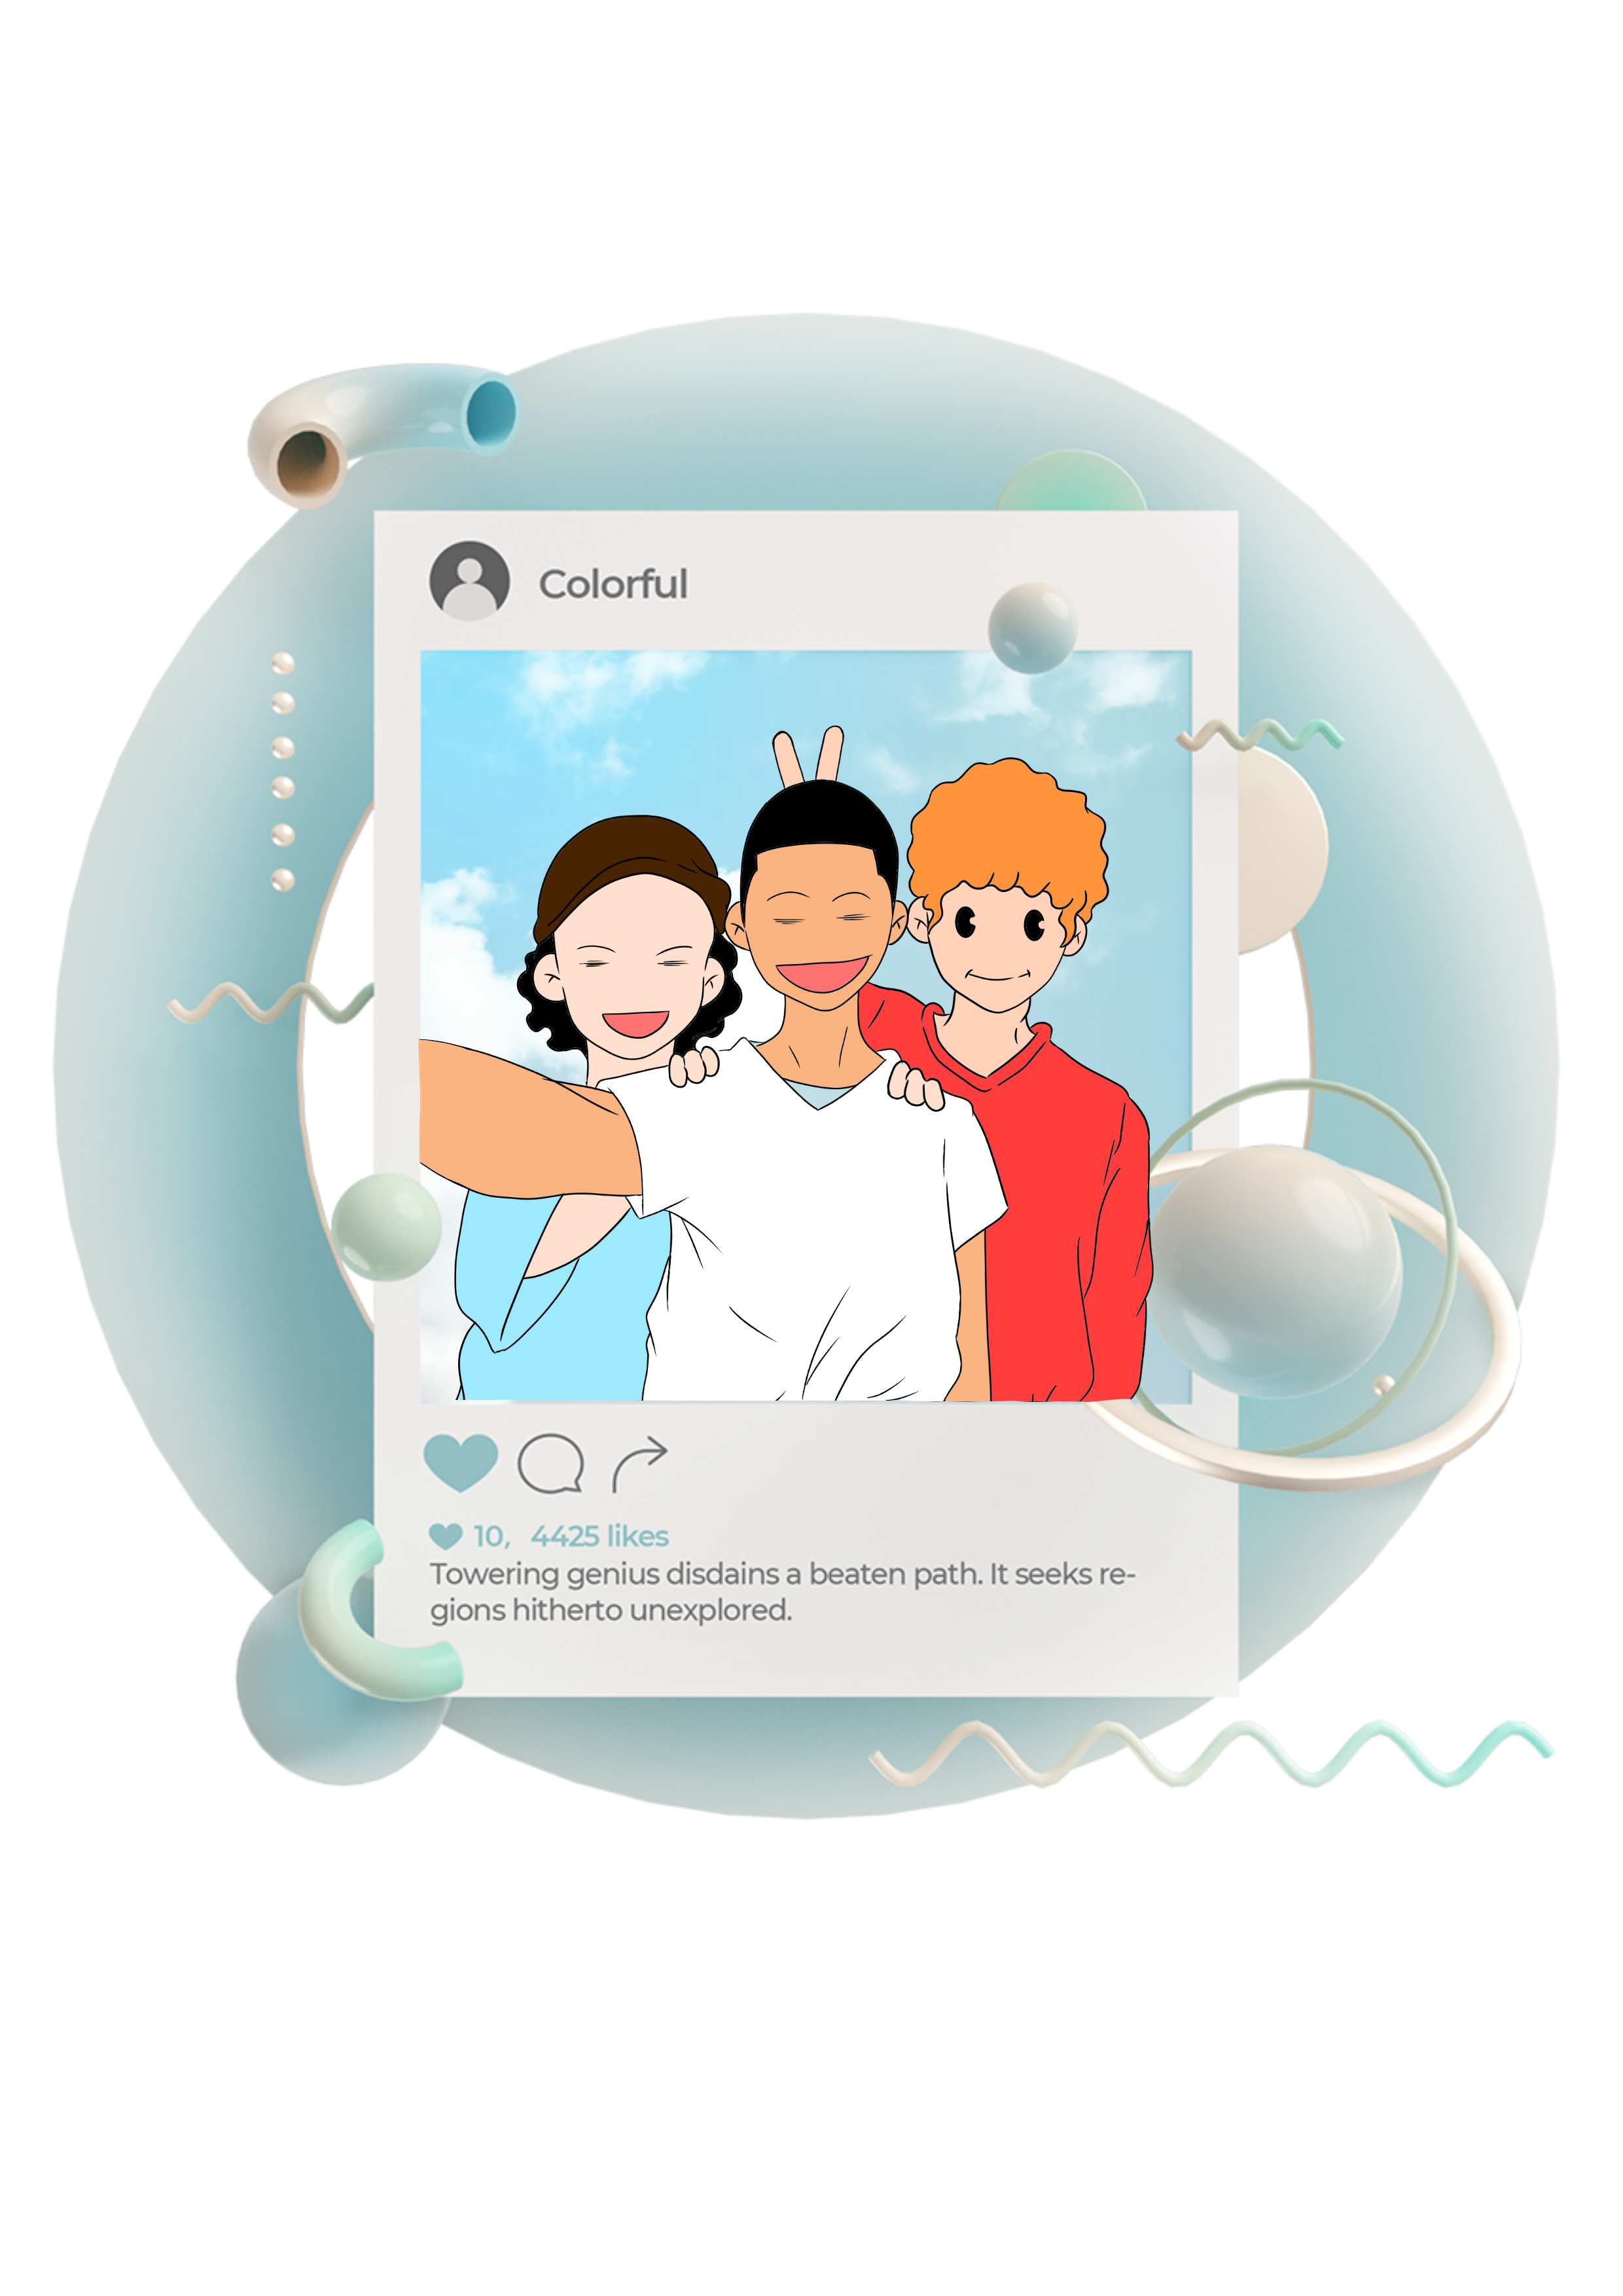 Colorful
10, 4425 likes
Towering genius disdains a beaten path. It seeks re-
gions hitherto unexplored.